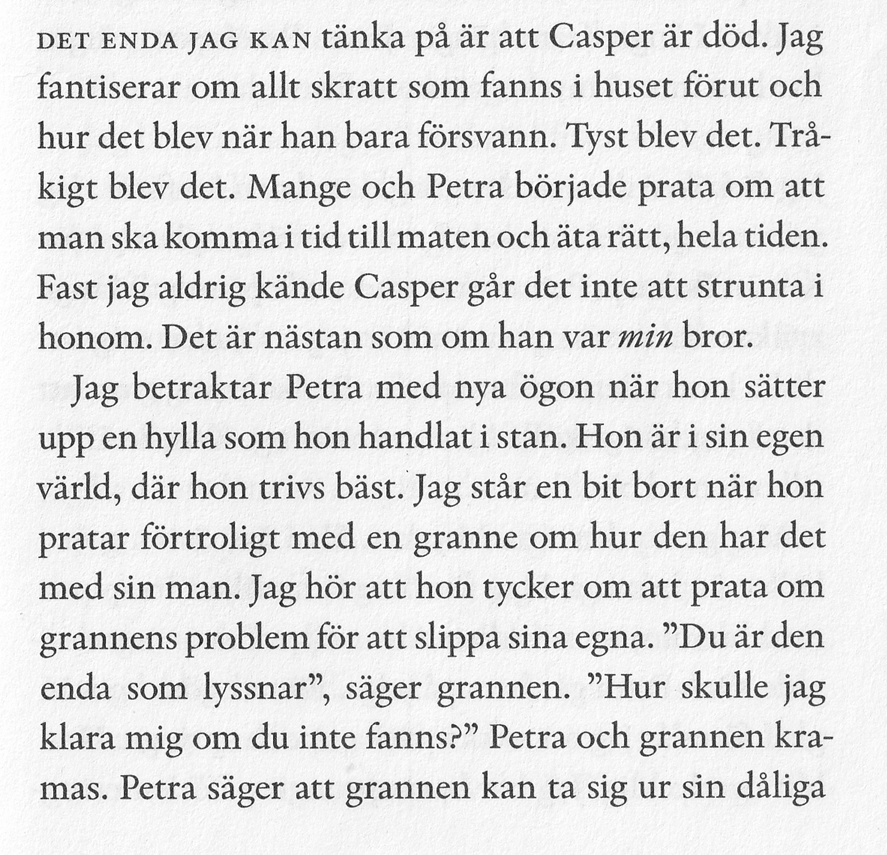 DET ENDA JAG KAN tänka på är att Casper är död. Jag
fantiserar om allt skratt som fanns i huset förut och
hur det blev när han bara försvann. Tyst blev det. Trå-
kigt blev det. Mange och Petra började prata om att
man ska komma i tid till maten och äta rätt, hela tiden.
Fast jag aldrig kände Casper går det inte att strunta i
honom. Det är nästan som om han var min bror.
Jag betraktar Petra med nya ögon när hon sätter
upp en hylla som hon handlat i stan. Hon är i sin egen
värld, där hon trivs bäst. Jag står en bit bort när hon
pratar förtroligt med en granne om hur den har det
med sin man. Jag hör att hon tycker om att prata om
grannens problem för att slippa sina egna. ”Du är den
enda som lyssnar”, säger grannen. ”Hur skulle jag
klara mig om du inte fanns?” Petra och grannen kra-
mas. Petra säger att grannen kan ta sig ur sin dåliga